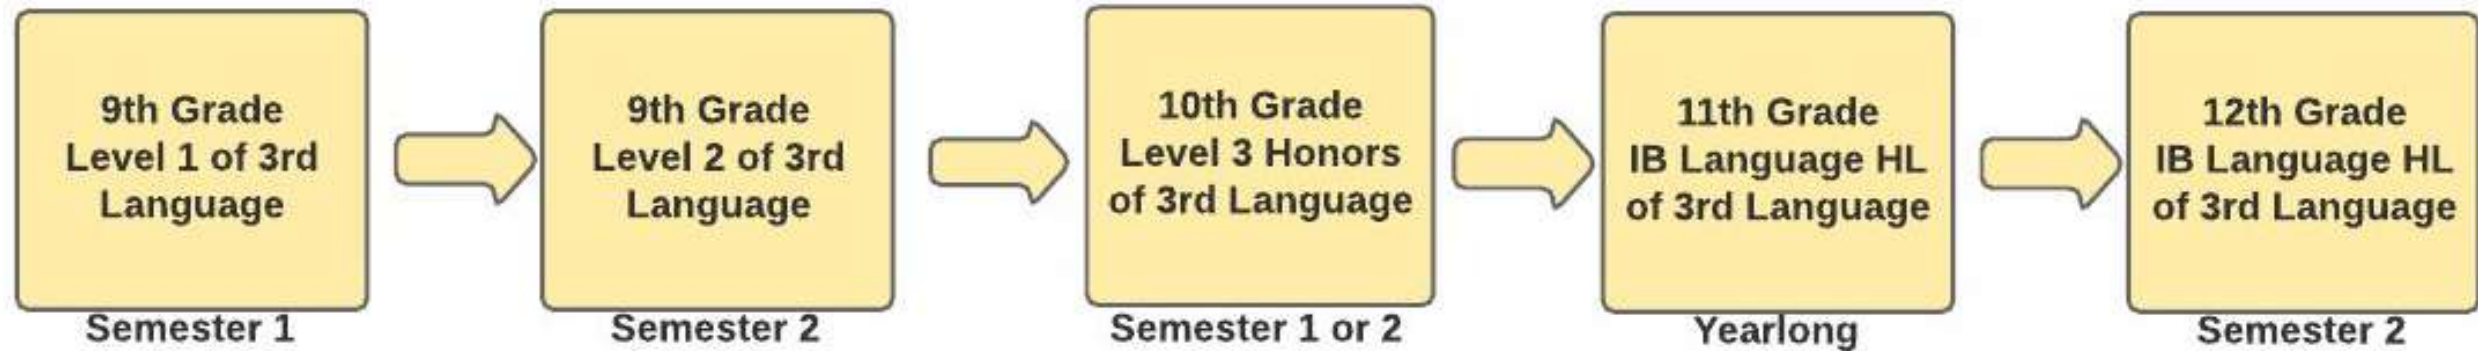 9th Grade
Level 1 of 3rd
Language
Semester 1
9th Grade
Level 2 of 3rd
Language
Semester 2
10th Grade
Level 3 Honors
of 3rd Language
Semester 1 or 2
11th Grade
IB Language HL
of 3rd Language
Yearlong
12th Grade
IB Language HL
of 3rd Language
Semester 2